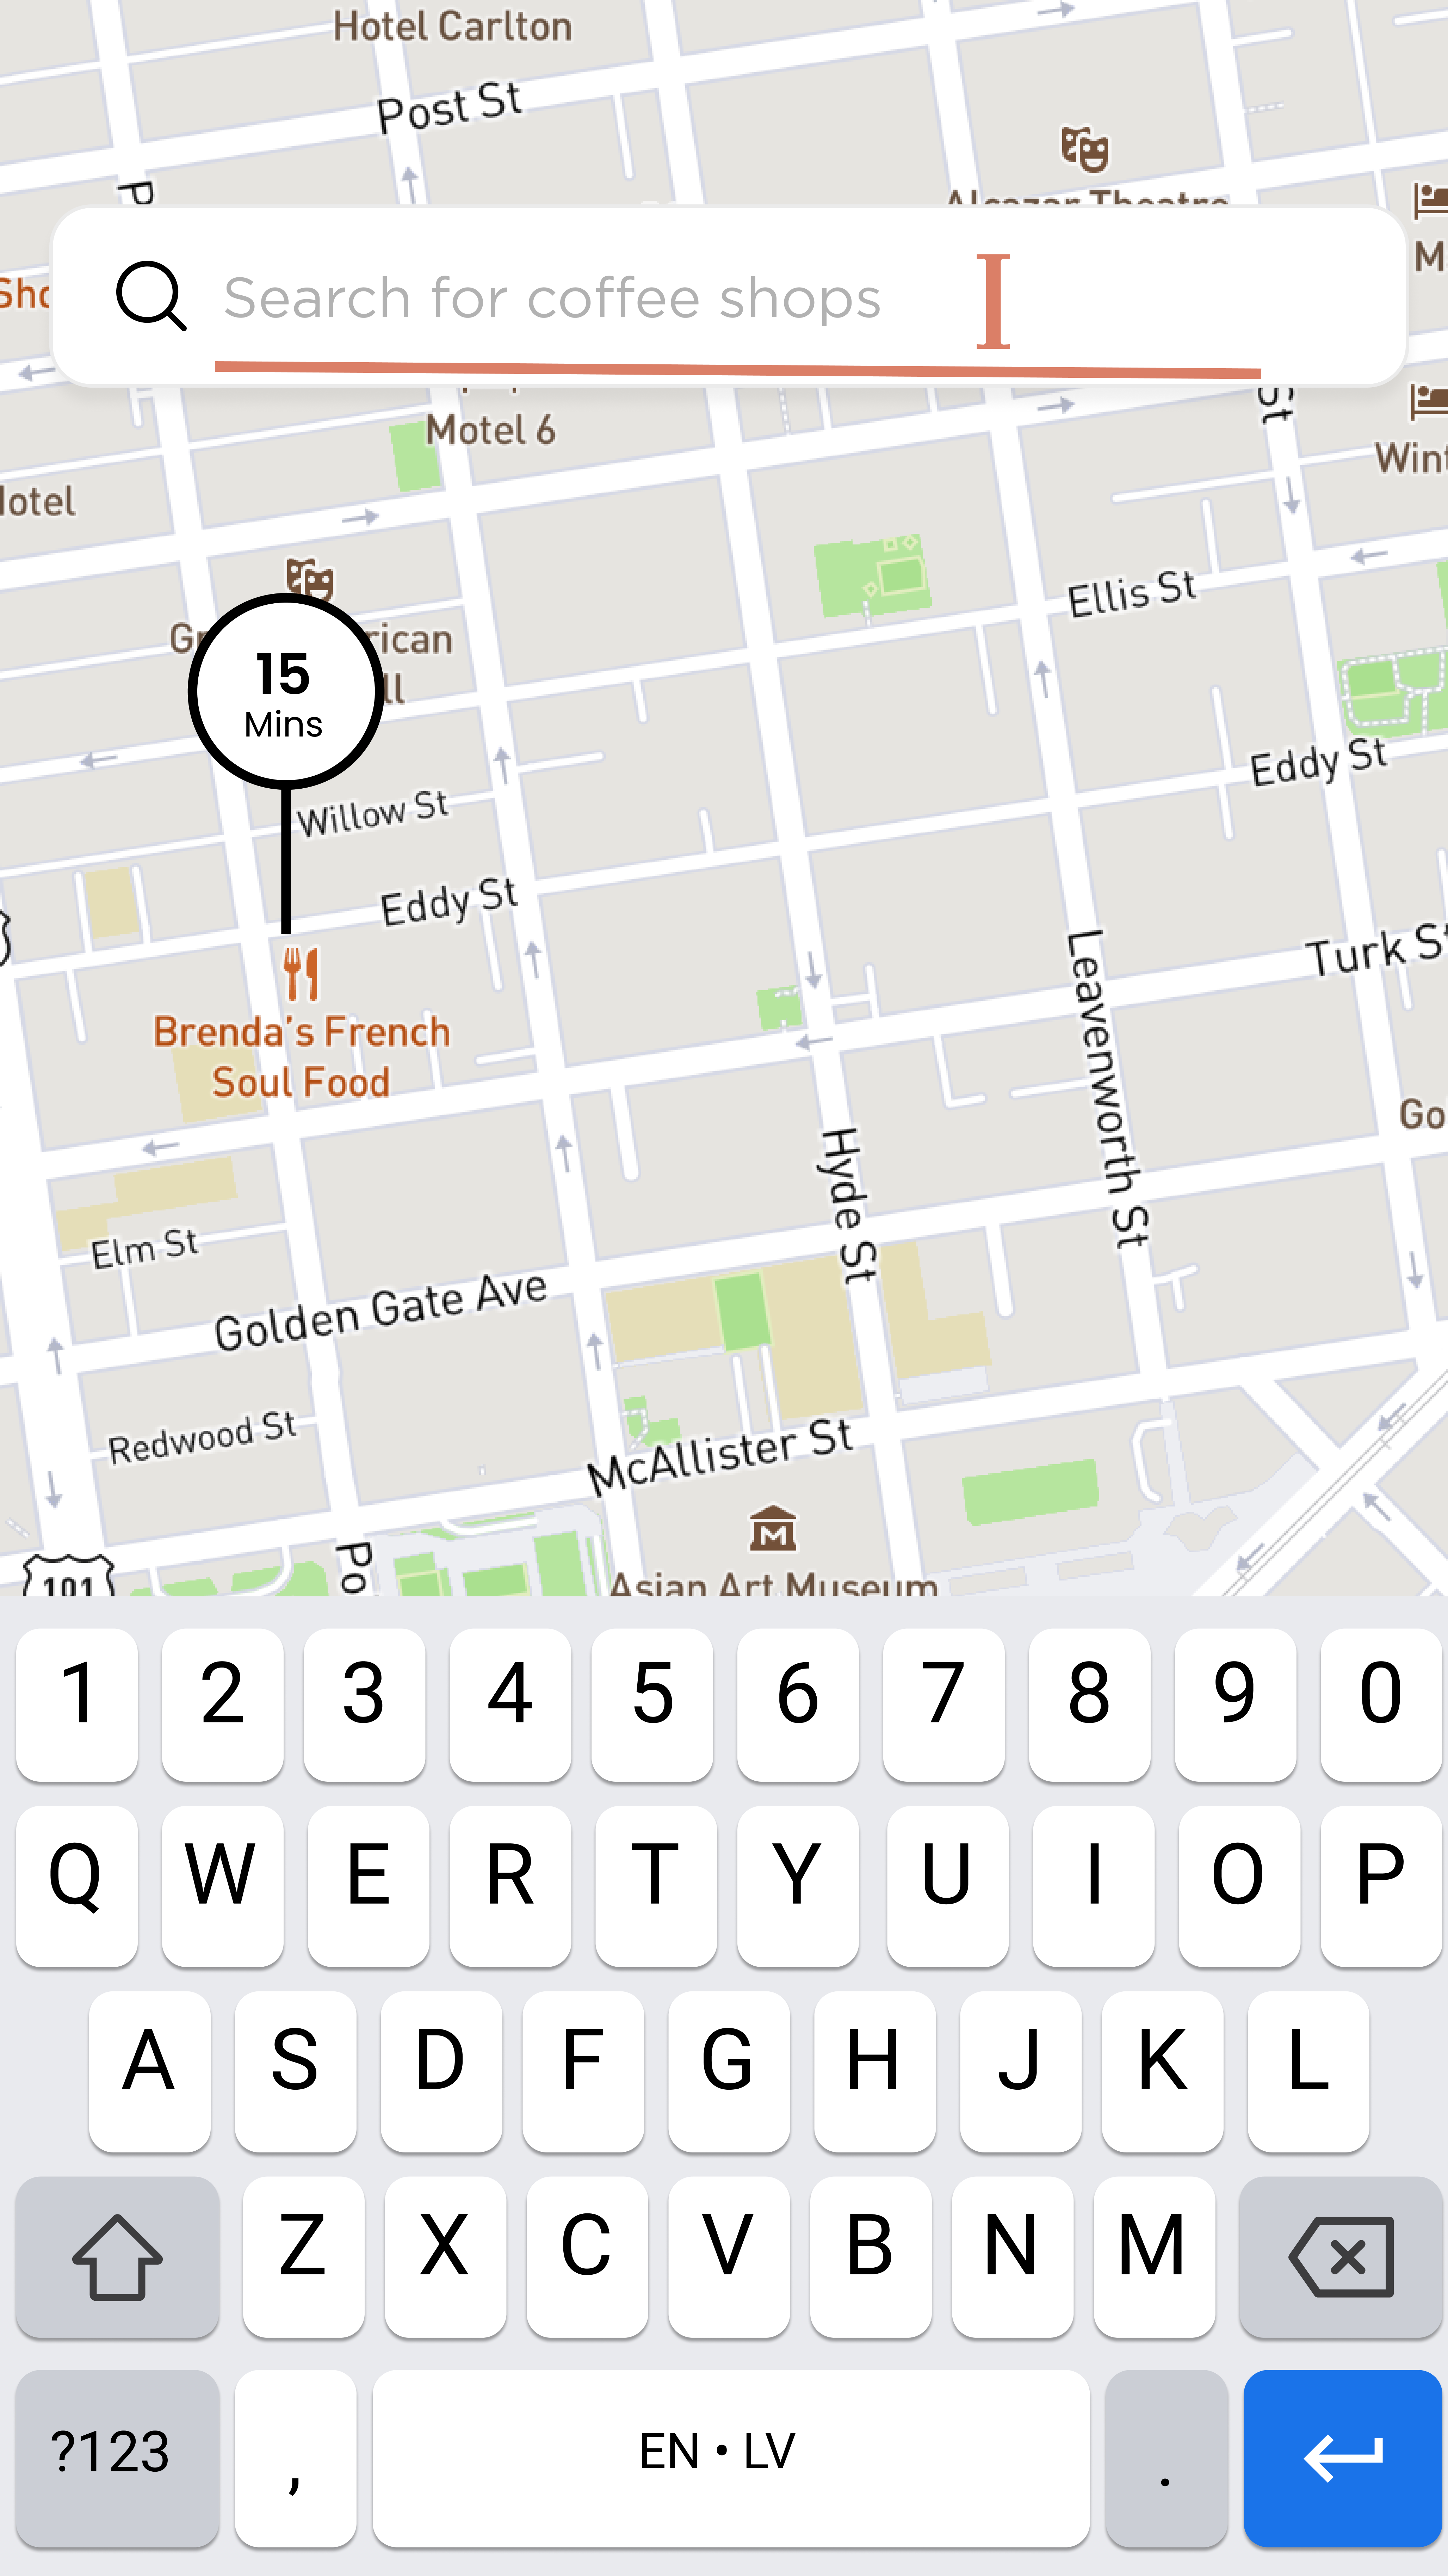 Hotel Carlton
Post St
Alcazar Theatre
Search for coffee shops
St
Motel 6
Ellis St
15
Mins
Eddy St
Willow St
Eddy St
Turk St
Leavenworth St
Brenda's French
Soul Food
Hyde St
Elm St
Golden Gate Ave
Redwood St
McAllister St
101
Asian Art Museum
1 2 3 4 5 6 7 8 9 0
Q W E R T Y U I O P
A S D F G H J K L
Z X C V B N M
?123 , EN • LV .